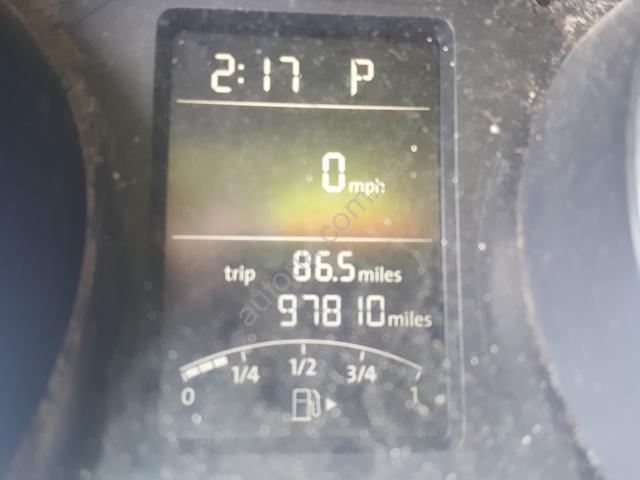 2:17 P
0 mph
trip 86.5 miles
97810 miles
0 1/4 1/2 3/4 1